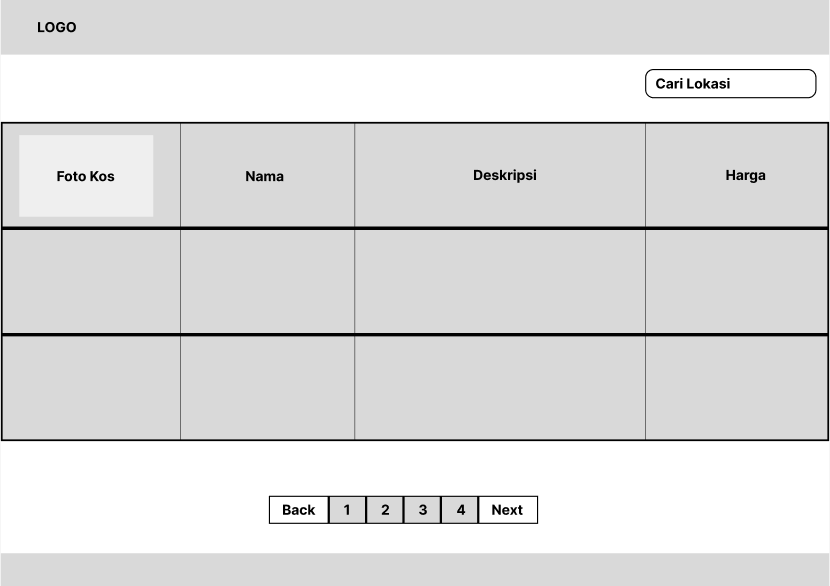 LOGO
Cari Lokasi
Foto Kos
Nama
Deskripsi
Harga
Back 1 2 3 4 Next